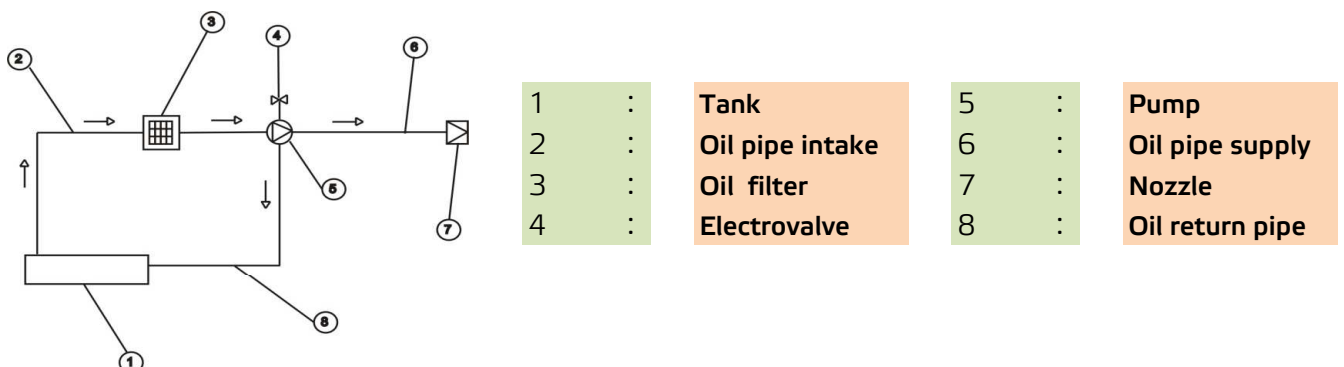 3
4
2
6
5
7
8
1
1 : Tank 5 : Pump
2 : Oil pipe intake 6 : Oil pipe supply
3 : Oil filter 7 : Nozzle
4 : Electrovalve 8 : Oil return pipe